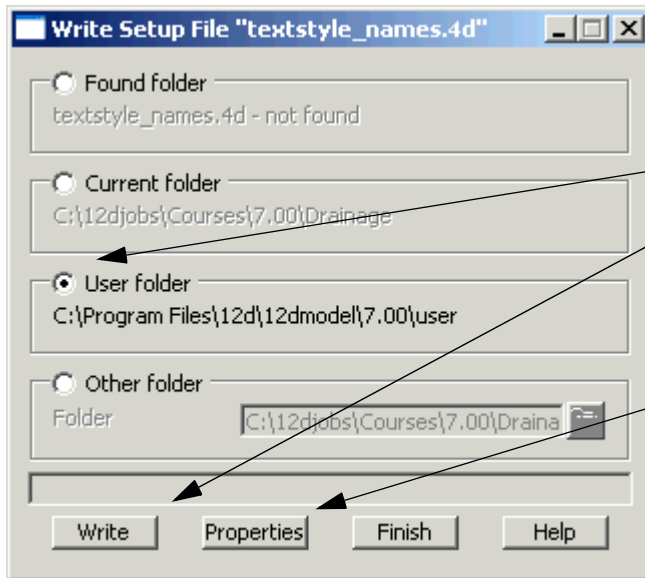 Write Setup File "textstyle_names.4d"
Found folder
textstyle_names.4d - not found
Current folder
C:\12djobs\Courses\7.00\Drainage
User folder
C:\Program Files\12d\12dmodel\7.00\user
Other folder
Folder C:\12djobs\Courses\7.00\Draina
Write Properties Finish Help